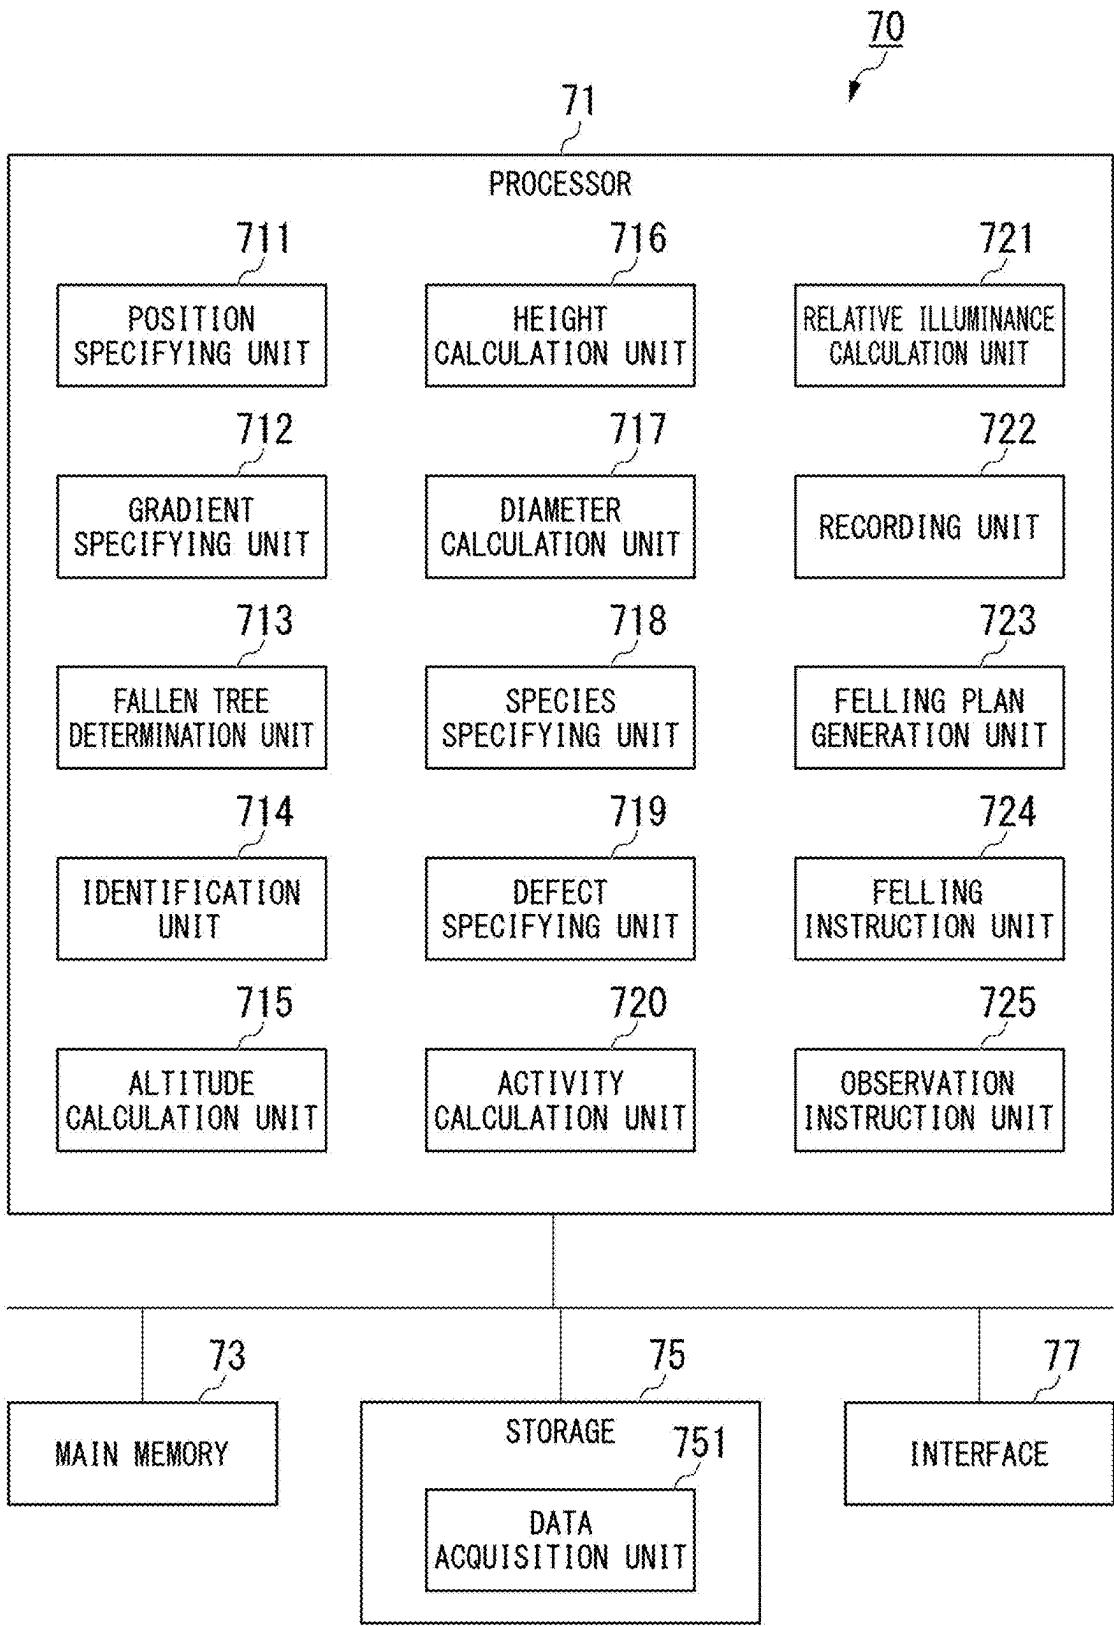 70
71
PROCESSOR
711
POSITION
SPECIFYING UNIT
716
HEIGHT
CALCULATION UNIT
721
RELATIVE ILLUMINANCE
CALCULATION UNIT
712
GRADIENT
SPECIFYING UNIT
717
DIAMETER
CALCULATION UNIT
722
RECORDING UNIT
713
FALLEN TREE
DETERMINATION UNIT
718
SPECIES
SPECIFYING UNIT
723
FELLING PLAN
GENERATION UNIT
714
IDENTIFICATION
UNIT
719
DEFECT
SPECIFYING UNIT
724
FELLING
INSTRUCTION UNIT
715
ALTITUDE
CALCULATION UNIT
720
ACTIVITY
CALCULATION UNIT
725
OBSERVATION
INSTRUCTION UNIT
73
MAIN MEMORY
75
STORAGE
751
DATA
ACQUISITION UNIT
77
INTERFACE